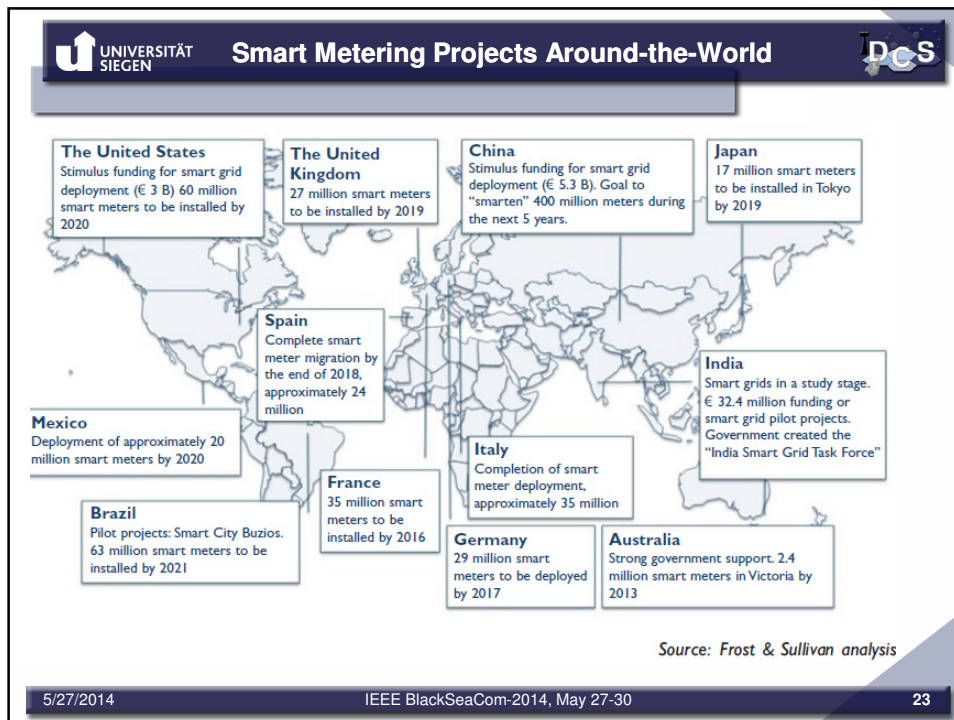 UNIVERSITÄT
SIEGEN
Smart Metering Projects Around-the-World
DCS
The United States
Stimulus funding for smart grid
deployment (€ 3 B) 60 million
smart meters to be installed by
2020
The United
Kingdom
27 million smart meters
to be installed by 2019
China
Stimulus funding for smart grid
deployment (€ 5.3 B). Goal to
“smarten” 400 million meters during
the next 5 years.
Japan
17 million smart meters
to be installed in Tokyo
by 2019
Spain
Complete smart
meter migration by
the end of 2018,
approximately 24
million
India
Smart grids in a study stage.
€ 32.4 million funding or
smart grid pilot projects.
Government created the
“India Smart Grid Task Force”
Mexico
Deployment of approximately 20
million smart meters by 2020
Italy
Completion of smart
meter deployment,
approximately 35 million
France
35 million smart
meters to be
installed by 2016
Brazil
Pilot projects: Smart City Buzios.
63 million smart meters to be
installed by 2021
Germany
29 million smart
meters to be deployed
by 2017
Australia
Strong government support. 2.4
million smart meters in Victoria by
2013
Source: Frost & Sullivan analysis
5/27/2014
IEEE BlackSeaCom-2014, May 27-30
23